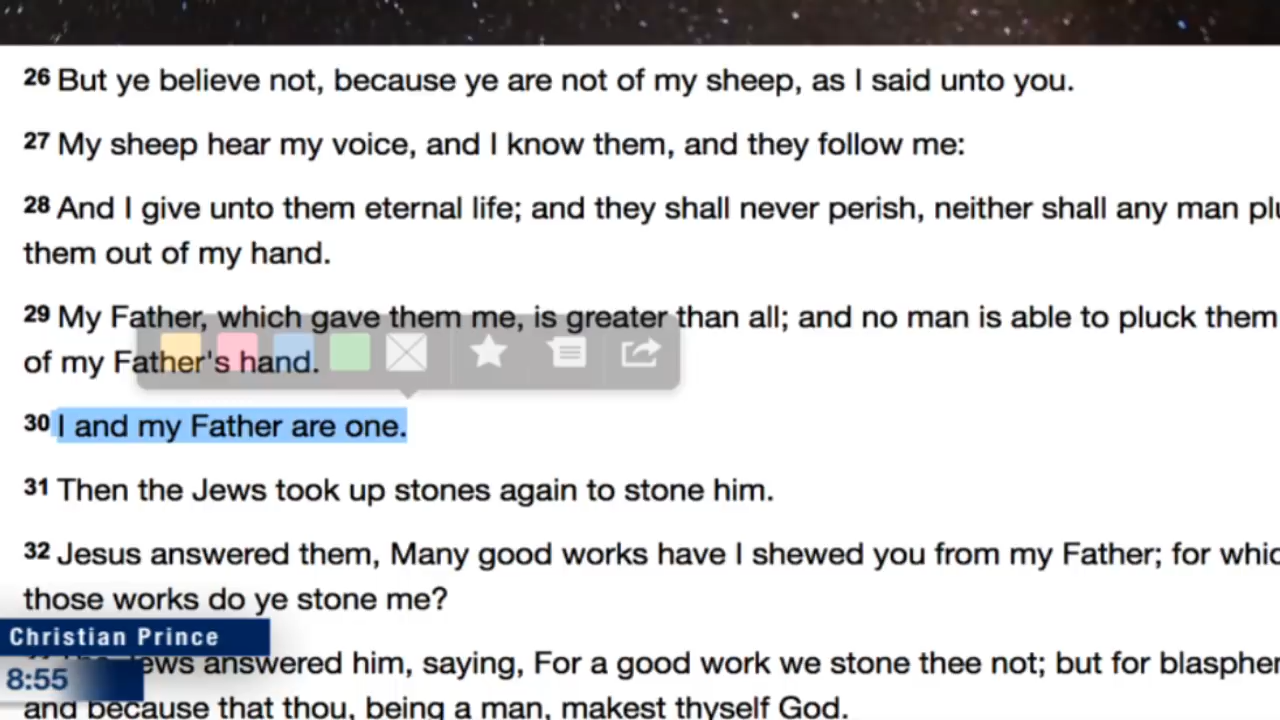 26 But ye believe not, because ye are not of my sheep, as I said unto you.
27 My sheep hear my voice, and I know them, and they follow me:
28 And I give unto them eternal life; and they shall never perish, neither shall any man
them out of my hand.
29 My Father, which gave them me, is greater than all; and no man is able to pluck them
of my Father's hand.
30 I and my Father are one.
31 Then the Jews took up stones again to stone him.
32 Jesus answered them, Many good works have I shewed you from my Father; for
those works do ye stone me?
Christian Prince
answered him, saying, For a good work we stone thee not; but for
8:55
and because that thou, being a man, makest thyself God.